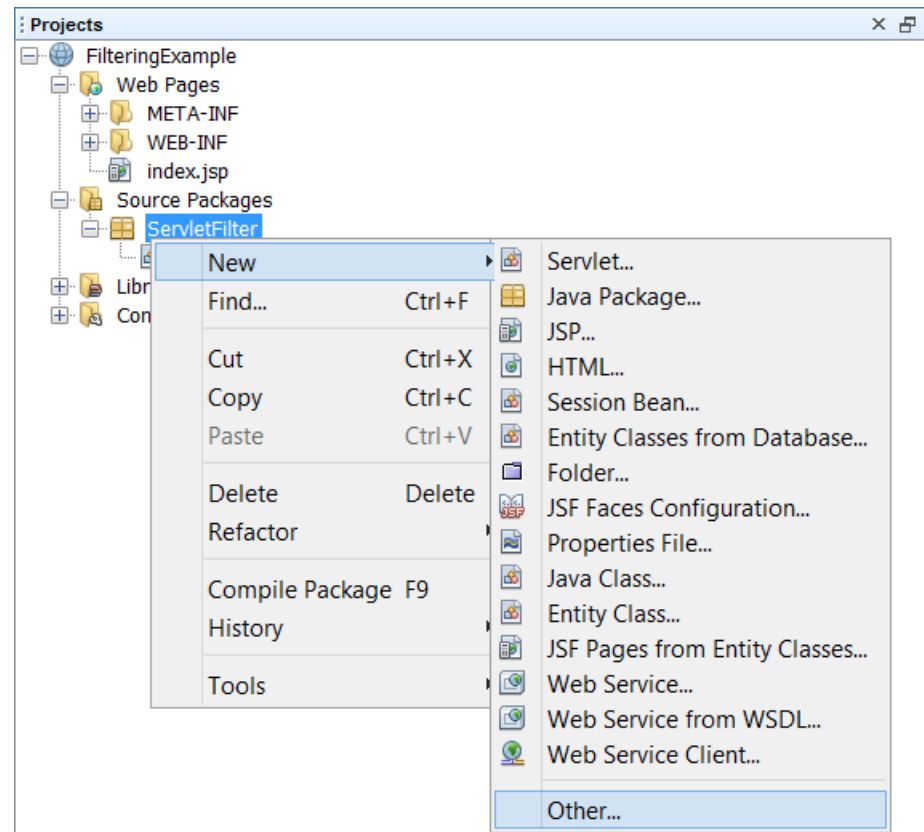 Projects
FilteringExample
Web Pages
META-INF
WEB-INF
index.jsp
Source Packages
ServletFilter
Libr
Con
New
Find... Ctrl+F
Cut Ctrl+X
Copy Ctrl+C
Paste Ctrl+V
Delete Delete
Refactor
Compile Package F9
History
Tools
Servlet...
Java Package...
JSP...
HTML...
Session Bean...
Entity Classes from Database...
Folder...
JSF Faces Configuration...
Properties File...
Java Class...
Entity Class...
JSF Pages from Entity Classes...
Web Service...
Web Service from WSDL...
Web Service Client...
Other...